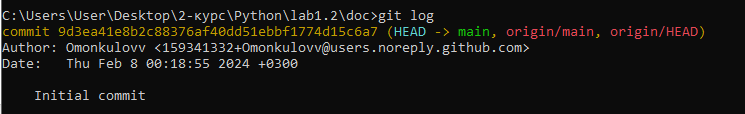 C:\Users\User\Desktop\2-курс\Python\lab1.2\doc>git log
commit 9d3ea41e8b2c88376af40dd51ebbf1774d15c6a7 (HEAD -> main, origin/main, origin/HEAD)
Author: Omonkulovv <159341332+Omonkulovv@users.noreply.github.com>
Date:   Thu Feb 8 00:18:55 2024 +0300
    Initial commit